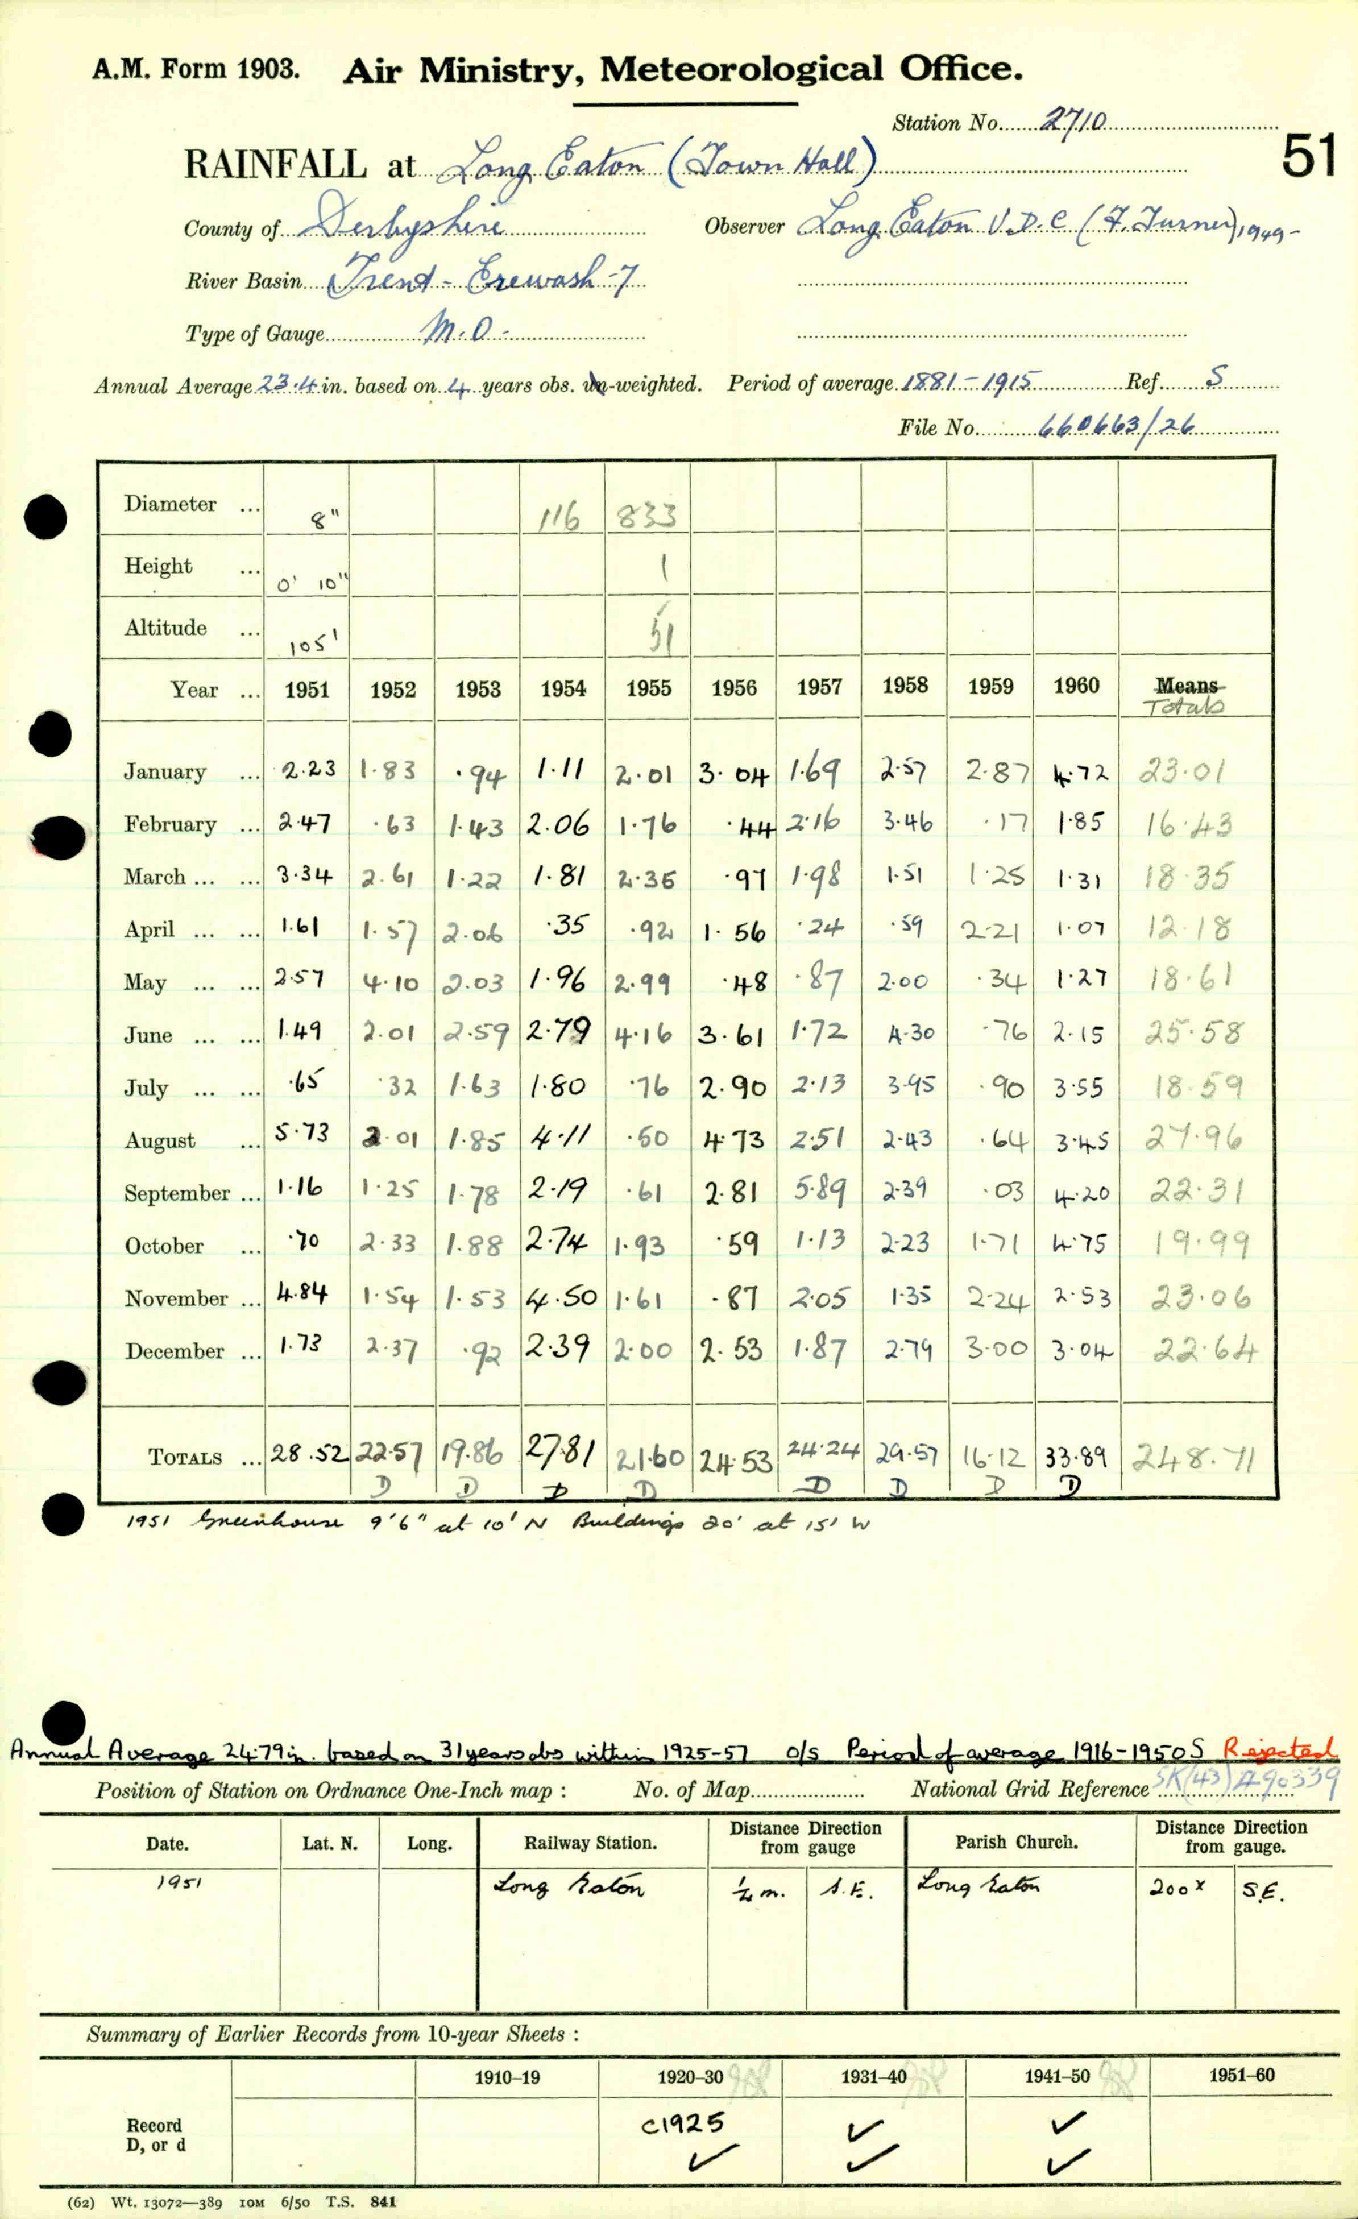 A.M. Form 1903. Air Ministry, Meteorological Office.
Station No. 2710
51
RAINFALL at Long Eaton (Town Hall)
County of Derbyshire Observer Long Eaton U.D.C (F. Turner) 1949-
River Basin Trent - Erewash -7
Type of Gauge M.O.
Annual Average 23.4 in. based on 4 years obs. un-weighted. Period of average 1881-1915 Ref. S
File No. 660663/26
Diameter ... 8" 116 833
Height ... 0' 10" 1
Altitude ... 105' 51
Year ... 1951 1952 1953 1954 1955 1956 1957 1958 1959 1960 Means Totals
January ... 2.23 1.83 .94 1.11 2.01 3.04 1.69 2.57 2.87 4.72 23.01
February ... 2.47 .63 1.43 2.06 1.76 .44 2.16 3.46 .17 1.85 16.43
March ... ... 3.34 2.61 1.22 1.81 2.35 .97 1.98 1.51 1.25 1.31 18.35
April ... ... 1.61 1.57 2.06 .35 .92 1.56 .24 .59 2.21 1.07 12.18
May ... ... 2.57 4.10 2.03 1.96 2.99 .48 .87 2.00 .34 1.27 18.61
June ... ... 1.49 2.01 2.59 2.79 4.16 3.61 1.72 4.30 .76 2.15 25.58
July ... ... .65 .32 1.63 1.80 .76 2.90 2.13 3.95 .90 3.55 18.59
August ... 5.73 2.01 1.85 4.11 .50 4.73 2.51 2.43 .64 3.45 27.96
September ... 1.16 1.25 1.78 2.19 .61 2.81 5.89 2.39 .03 4.20 22.31
October ... .70 2.33 1.88 2.74 1.93 .59 1.13 2.23 1.71 4.75 19.99
November ... 4.84 1.54 1.53 4.50 1.61 .87 2.05 1.35 2.24 2.53 23.06
December ... 1.73 2.37 .92 2.39 2.00 2.53 1.87 2.79 3.00 3.04 22.64
TOTALS ... 28.52 22.57 19.86 27.81 21.60 24.53 24.24 29.57 16.12 33.89 248.71
D D D D D D D D
1951 Greenhouse 9'6" at 10' N Buildings 20' at 15' W
Annual Average 24.79 in. based on 31 years obs within 1925-57 o/s Period of average 1916-1950 S Rejected
Position of Station on Ordnance One-Inch map : No. of Map National Grid Reference SK(43) 490339
Date. Lat. N. Long. Railway Station. Distance from gauge Direction Parish Church. Distance from gauge. Direction
1951 Long Eaton ¼ m. S.E. Long Eaton 200 x S.E.
Summary of Earlier Records from 10-year Sheets :
1910–19 1920–30 1931–40 1941–50 1951–60
Record c1925 ✓ ✓
D, or d ✓ ✓ ✓
(62) Wt. 13072—389 10M 6/50 T.S. 841